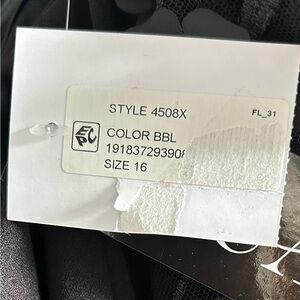 STYLE 4508X
FL_31
COLOR BBL
19183729390
SIZE 16